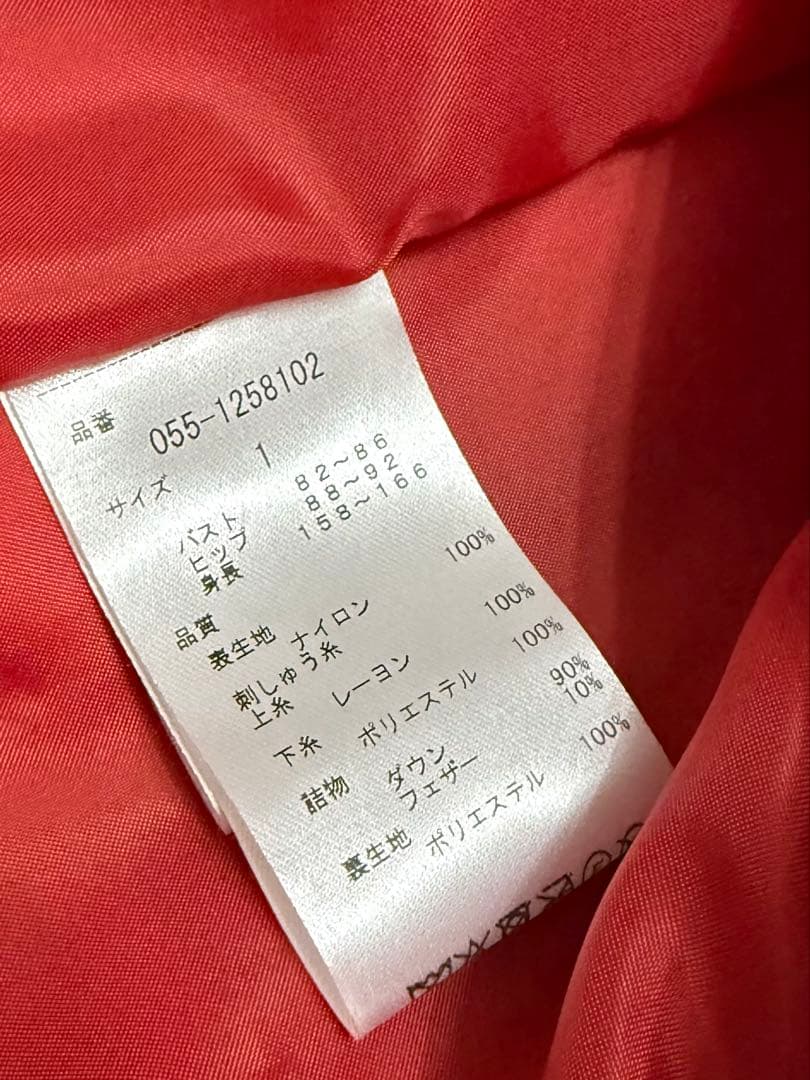 品番 055-1258102
サイズ 1
バスト 82~86
ヒップ 88~92
身長 158~166
品質
表生地 ナイロン 100%
刺しゅう糸
上糸 レーヨン 100%
下糸 ポリエステル 100%
詰物 ダウン 90%
フェザー 10%
裏生地 ポリエステル 100%